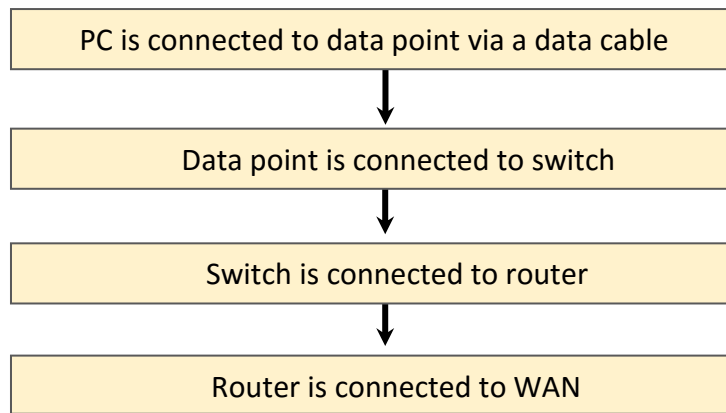 PC is connected to data point via a data cable
Data point is connected to switch
Switch is connected to router
Router is connected to WAN